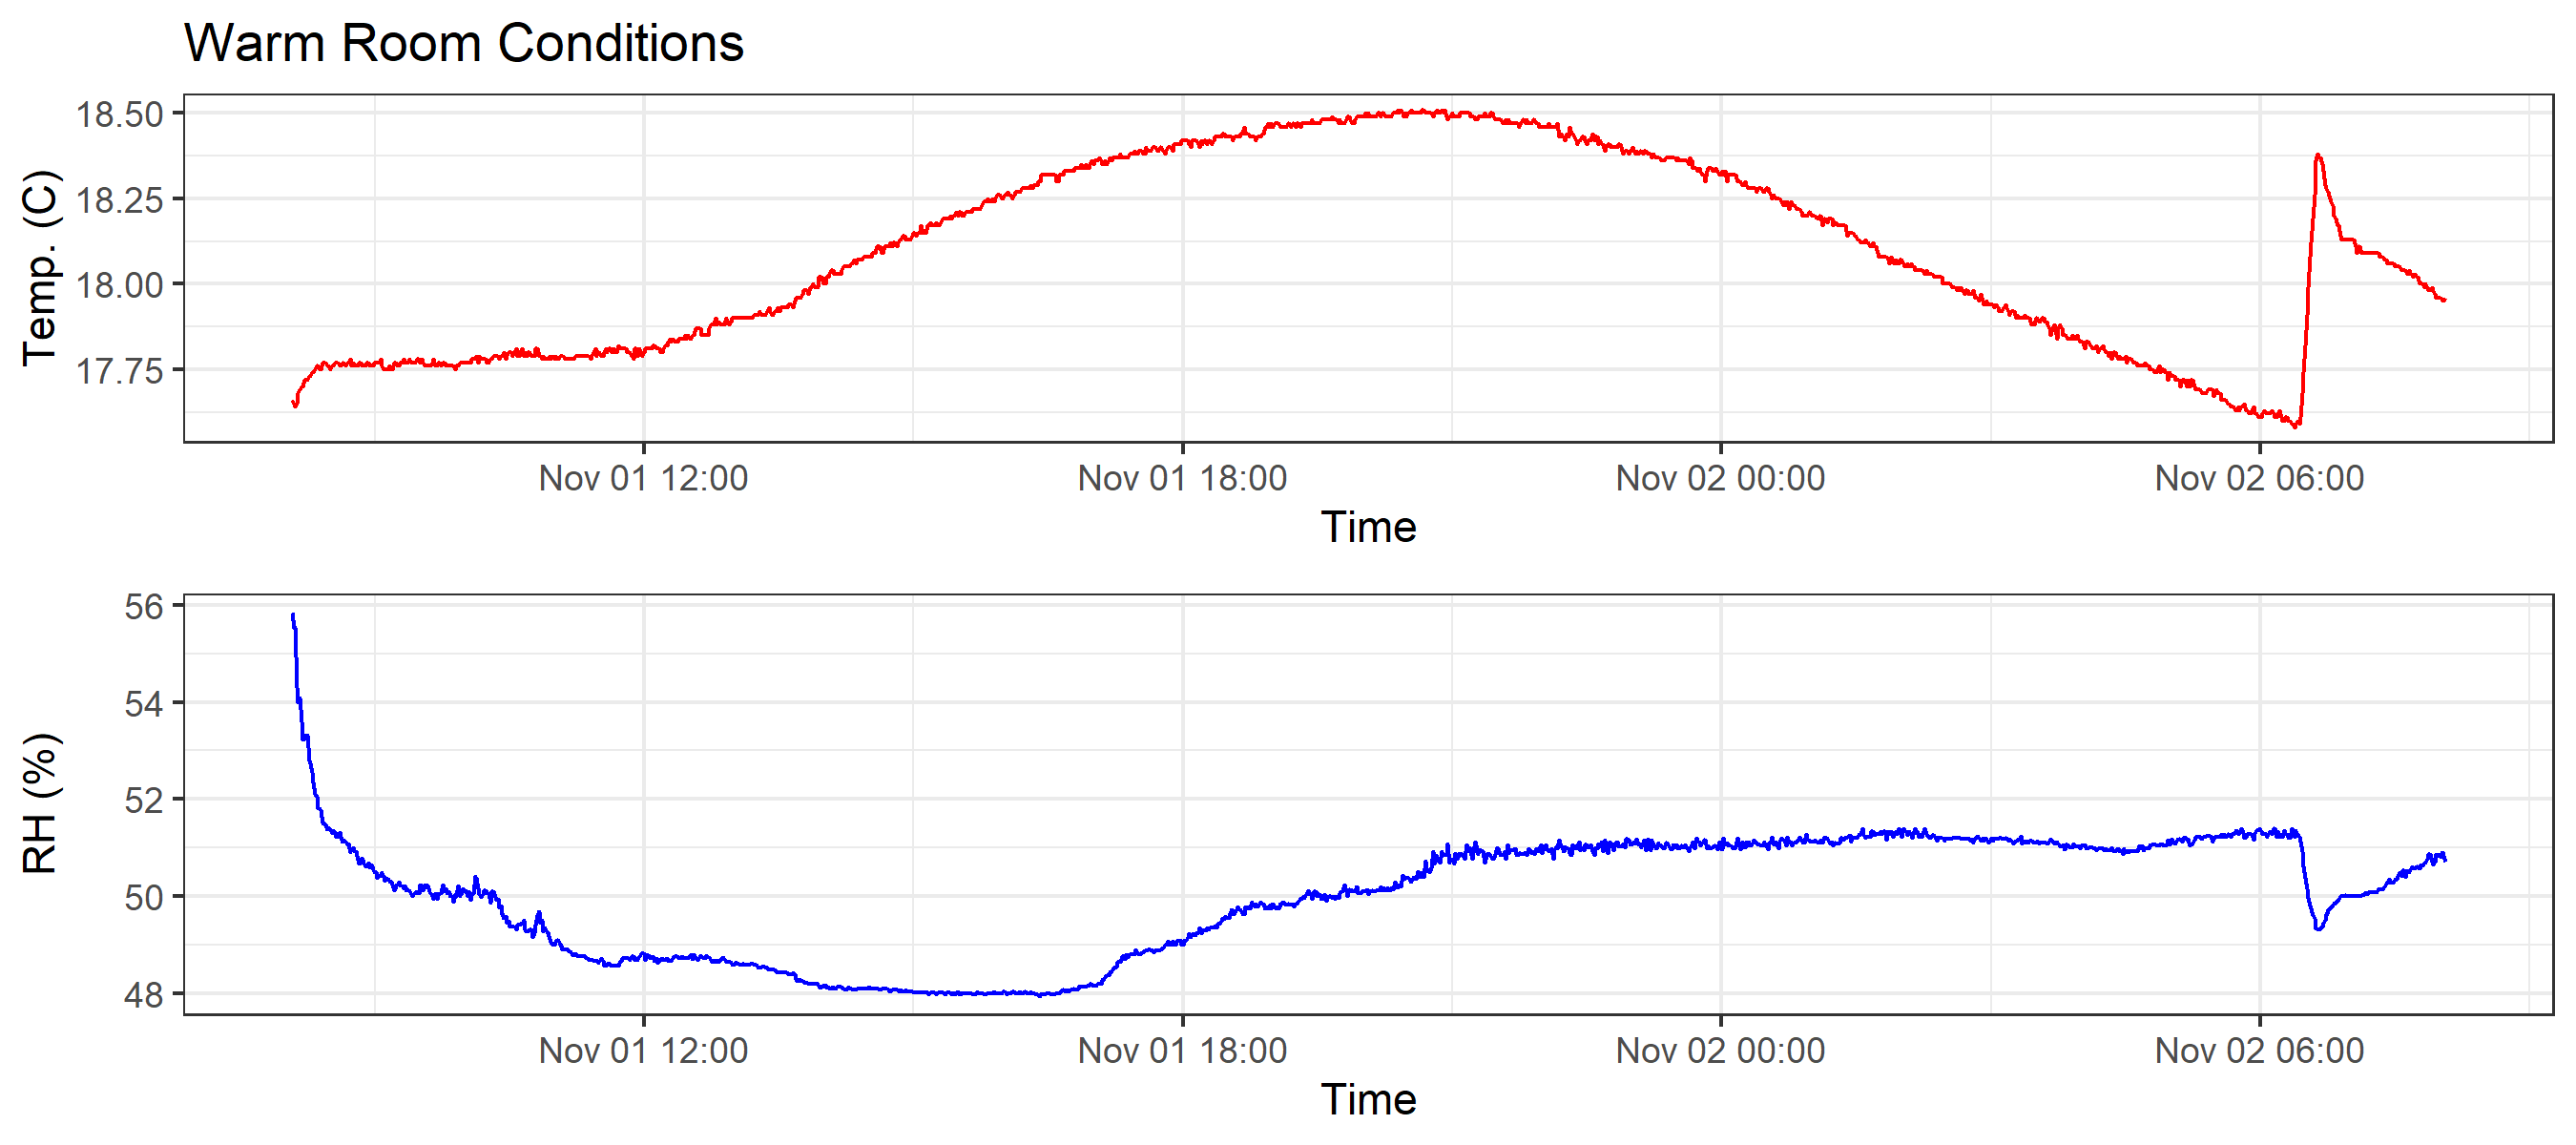 Warm Room Conditions
Temp. (C)
18.50
18.25
18.00
17.75
Nov 01 12:00 Nov 01 18:00 Nov 02 00:00 Nov 02 06:00
Time
RH (%)
56
54
52
50
48
Nov 01 12:00 Nov 01 18:00 Nov 02 00:00 Nov 02 06:00
Time